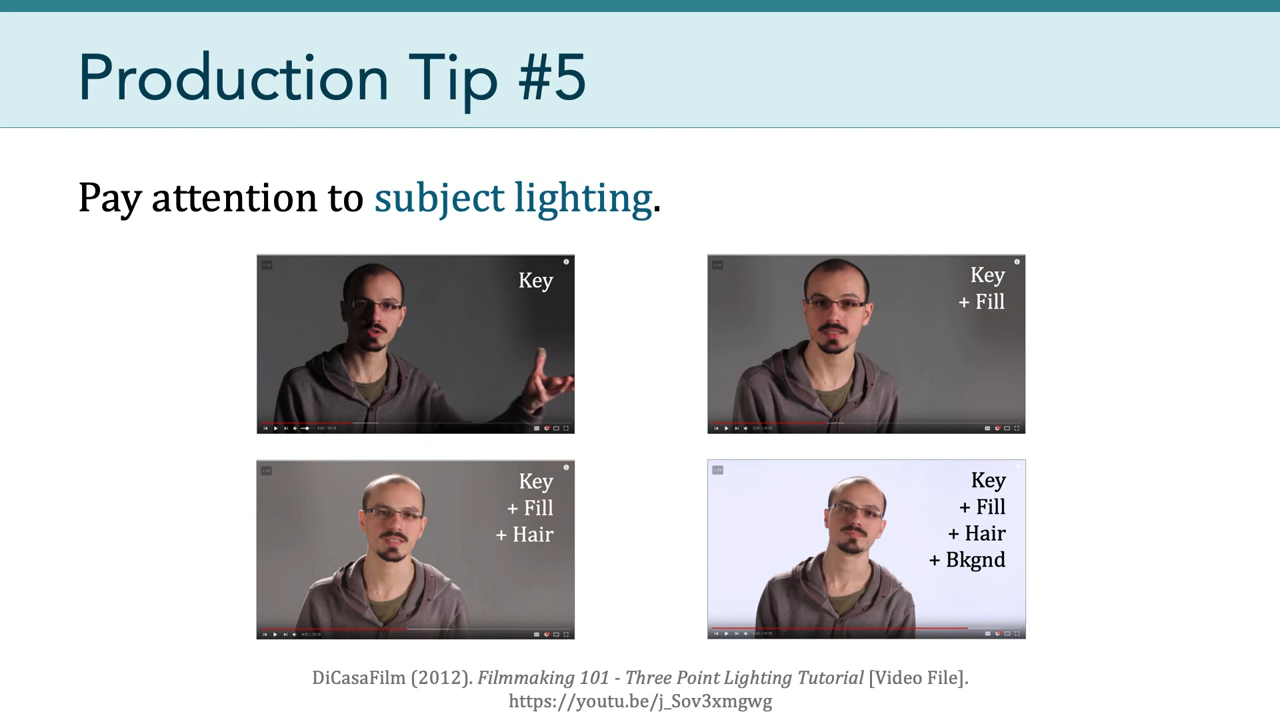 Production Tip #5
Pay attention to subject lighting.
Key
Key
+ Fill
Key
+ Fill
+ Hair
Key
+ Fill
+ Hair
+ Bkgnd
DiCasaFilm (2012). Filmmaking 101 - Three Point Lighting Tutorial [Video File].
https://youtu.be/j_Sov3xmgwg